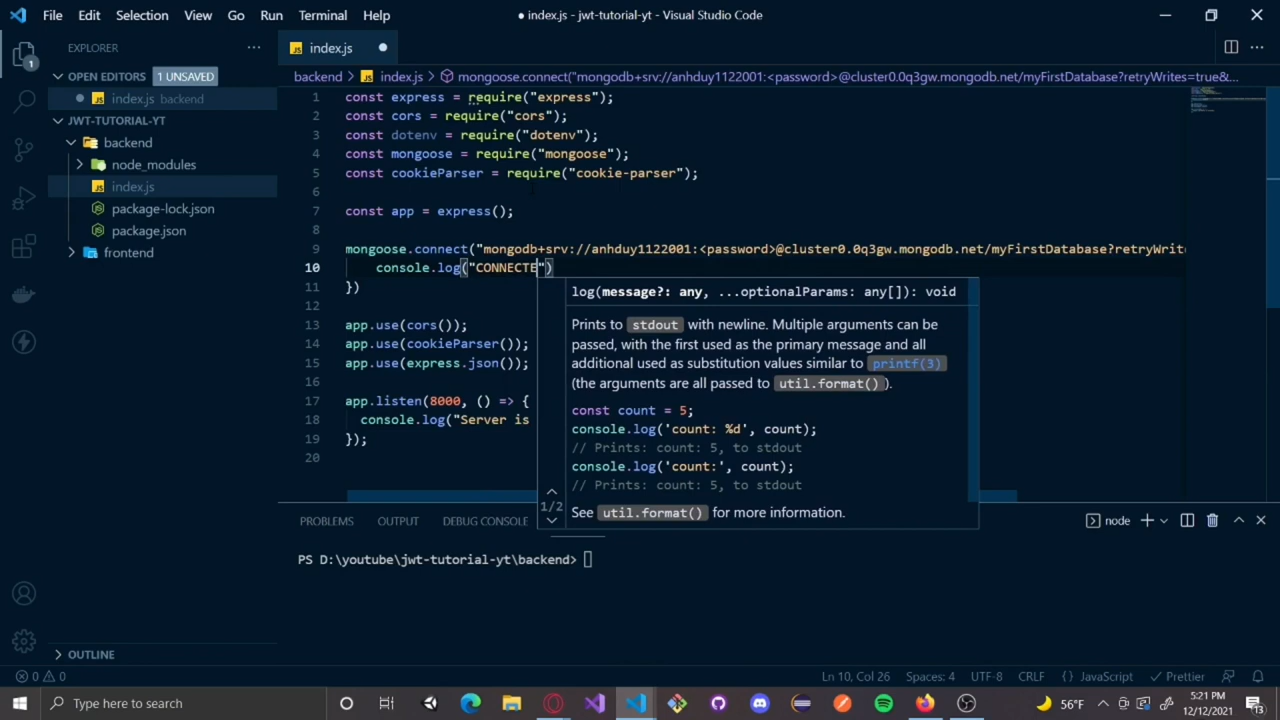 File Edit Selection View Go Run Terminal Help
● index.js - jwt-tutorial-yt - Visual Studio Code
EXPLORER
index.js
1
OPEN EDITORS 1 UNSAVED
index.js backend
JWT-TUTORIAL-YT
backend
node_modules
index.js
package-lock.json
package.json
frontend
OUTLINE
backend > index.js > mongoose.connect("mongodb+srv://anhduy1122001:<password>@cluster0.0q3gw.mongodb.net/myFirstDatabase?retryWrites=true&...
1 const express = require("express");
2 const cors = require("cors");
3 const dotenv = require("dotenv");
4 const mongoose = require("mongoose");
5 const cookieParser = require("cookie-parser");
6
7 const app = express();
8
9 mongoose.connect("mongodb+srv://anhduy1122001:<password>@cluster0.0q3gw.mongodb.net/myFirstDatabase?retryWrit
10 console.log("CONNECTE")
11 })
12
13 app.use(cors());
14 app.use(cookieParser());
15 app.use(express.json());
16
17 app.listen(8000, () => {
18 console.log("Server is
19 });
20
log(message?: any, ...optionalParams: any[]): void
Prints to stdout with newline. Multiple arguments can be
passed, with the first used as the primary message and all
additional used as substitution values similar to printf(3)
(the arguments are all passed to util.format()).
const count = 5;
console.log('count: %d', count);
// Prints: count: 5, to stdout
console.log('count:', count);
// Prints: count: 5, to stdout
1/2
See util.format() for more information.
PROBLEMS OUTPUT DEBUG CONSOLE
node
PS D:\youtube\jwt-tutorial-yt\backend>
0 0
Ln 10, Col 26 Spaces: 4 UTF-8 CRLF {} JavaScript Prettier
Type here to search
56°F
5:21 PM
12/12/2021
13